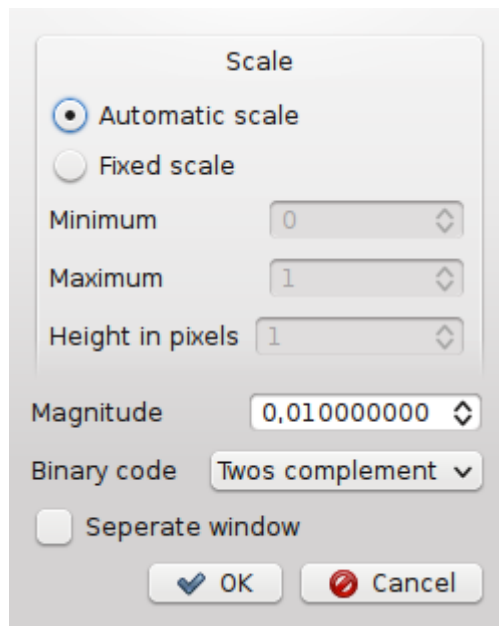 Scale
Automatic scale
Fixed scale
Minimum 0
Maximum 1
Height in pixels 1
Magnitude 0,010000000
Binary code Twos complement
Seperate window
OK Cancel